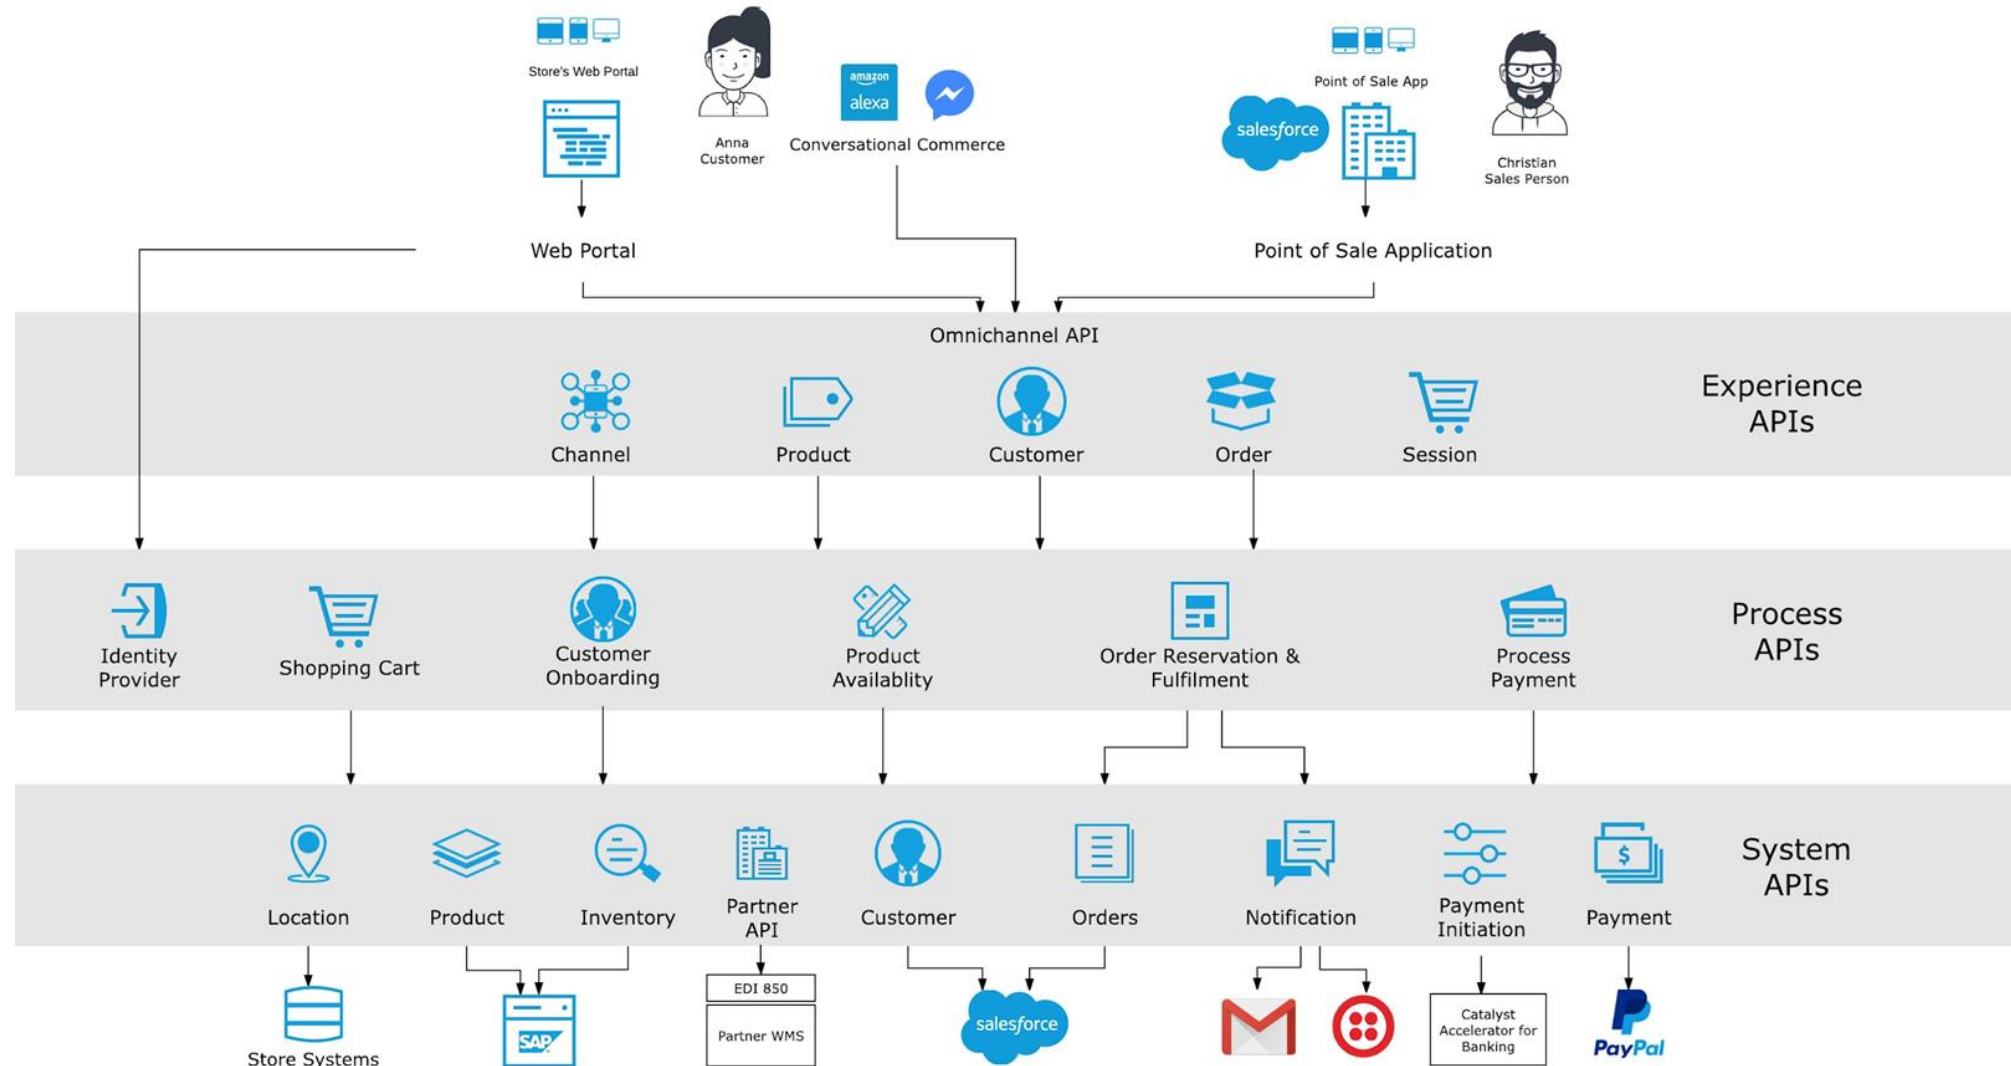 Store's Web Portal
Anna
Customer
amazon
alexa
Conversational Commerce
Point of Sale App
salesforce
Christian
Sales Person
Web Portal
Point of Sale Application
Omnichannel API
Channel
Product
Customer
Order
Session
Experience
APIs
Identity
Provider
Shopping Cart
Customer
Onboarding
Product
Availablity
Order Reservation &
Fulfilment
Process
Payment
Process
APIs
Location
Product
Inventory
Partner
API
Customer
Orders
Notification
Payment
Initiation
$
Payment
System
APIs
Store Systems
SAP
EDI 850
Partner WMS
salesforce
Catalyst
Accelerator for
Banking
PayPal